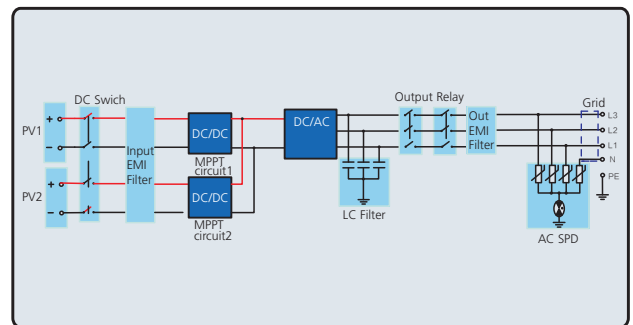 DC Swich
Output Relay
Grid
PV1
+
−
DC/DC
MPPT
circuit1
Input
EMI
Filter
DC/AC
Out
EMI
Filter
L3
L2
L1
N
PE
PV2
+
−
DC/DC
MPPT
circuit2
LC Filter
AC SPD